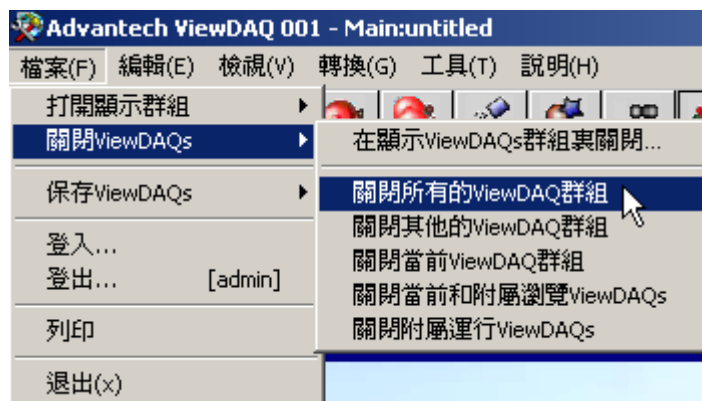 Advantech ViewDAQ 001 - Main:untitled
檔案(F) 編輯(E) 檢視(V) 轉換(G) 工具(T) 說明(H)
打開顯示群組
關閉ViewDAQs
在顯示ViewDAQs群組裏關閉...
保存ViewDAQs
關閉所有的ViewDAQ群組
關閉其他的ViewDAQ群組
登入...
關閉當前ViewDAQ群組
登出... [admin]
關閉當前和附屬瀏覽ViewDAQs
列印
關閉附屬運行ViewDAQs
退出(x)